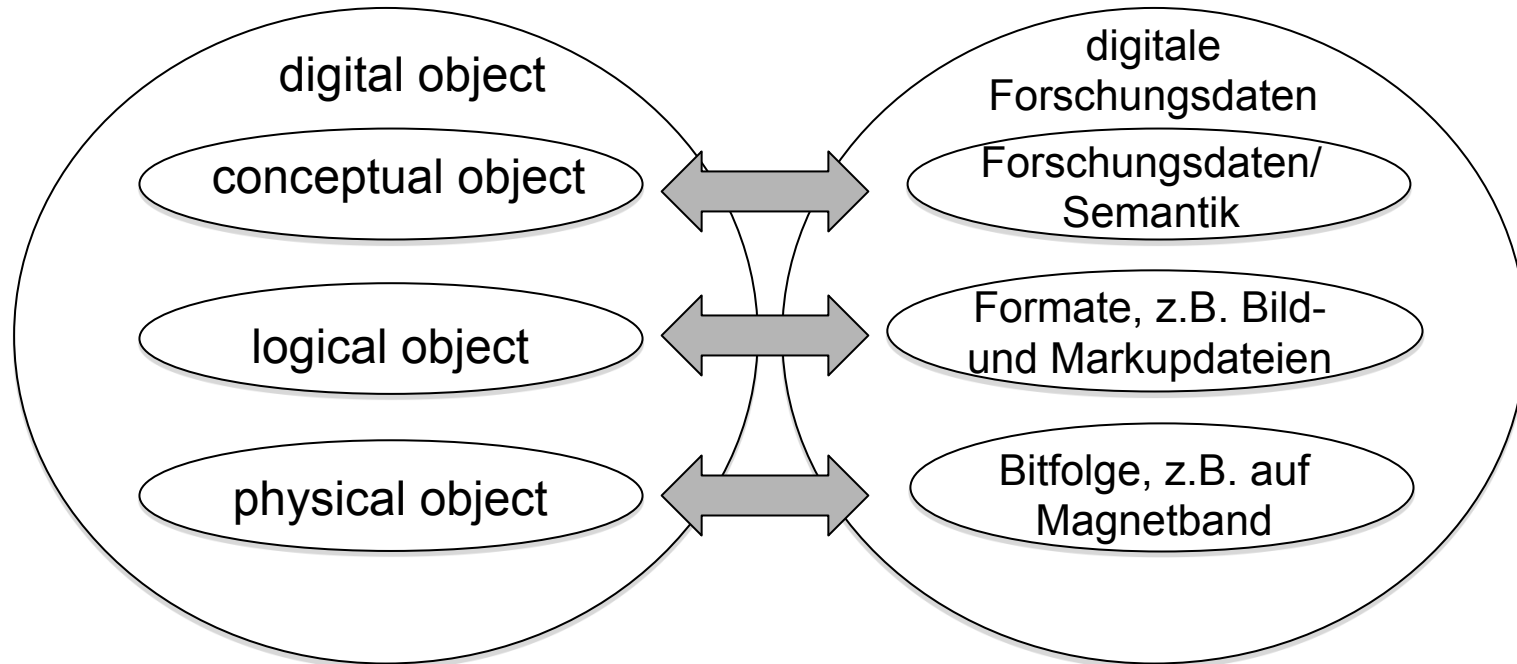 digital object
conceptual object
logical object
physical object
digitale
Forschungsdaten
Forschungsdaten/
Semantik
Formate, z.B. Bild-
und Markupdateien
Bitfolge, z.B. auf
Magnetband